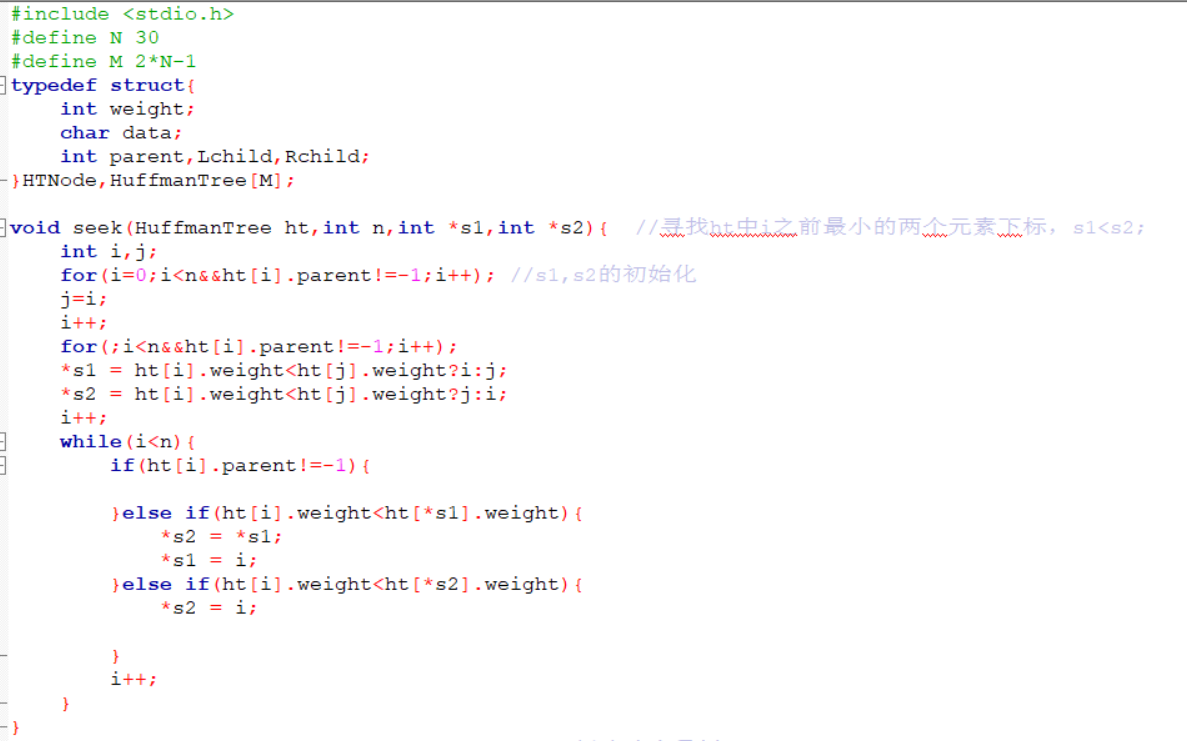 #include <stdio.h>
#define N 30
#define M 2*N-1
typedef struct{
    int weight;
    char data;
    int parent,Lchild,Rchild;
}HTNode,HuffmanTree[M];

void seek(HuffmanTree ht,int n,int *s1,int *s2){  //寻找ht中i之前最小的两个元素下标，s1<s2;
    int i,j;
    for(i=0;i<n&&ht[i].parent!=-1;i++); //s1,s2的初始化
    j=i;
    i++;
    for(;i<n&&ht[i].parent!=-1;i++);
    *s1 = ht[i].weight<ht[j].weight?i:j;
    *s2 = ht[i].weight<ht[j].weight?j:i;
    i++;
    while(i<n){
        if(ht[i].parent!=-1){

        }else if(ht[i].weight<ht[*s1].weight){
            *s2 = *s1;
            *s1 = i;
        }else if(ht[i].weight<ht[*s2].weight){
            *s2 = i;

        }
        i++;
    }
}